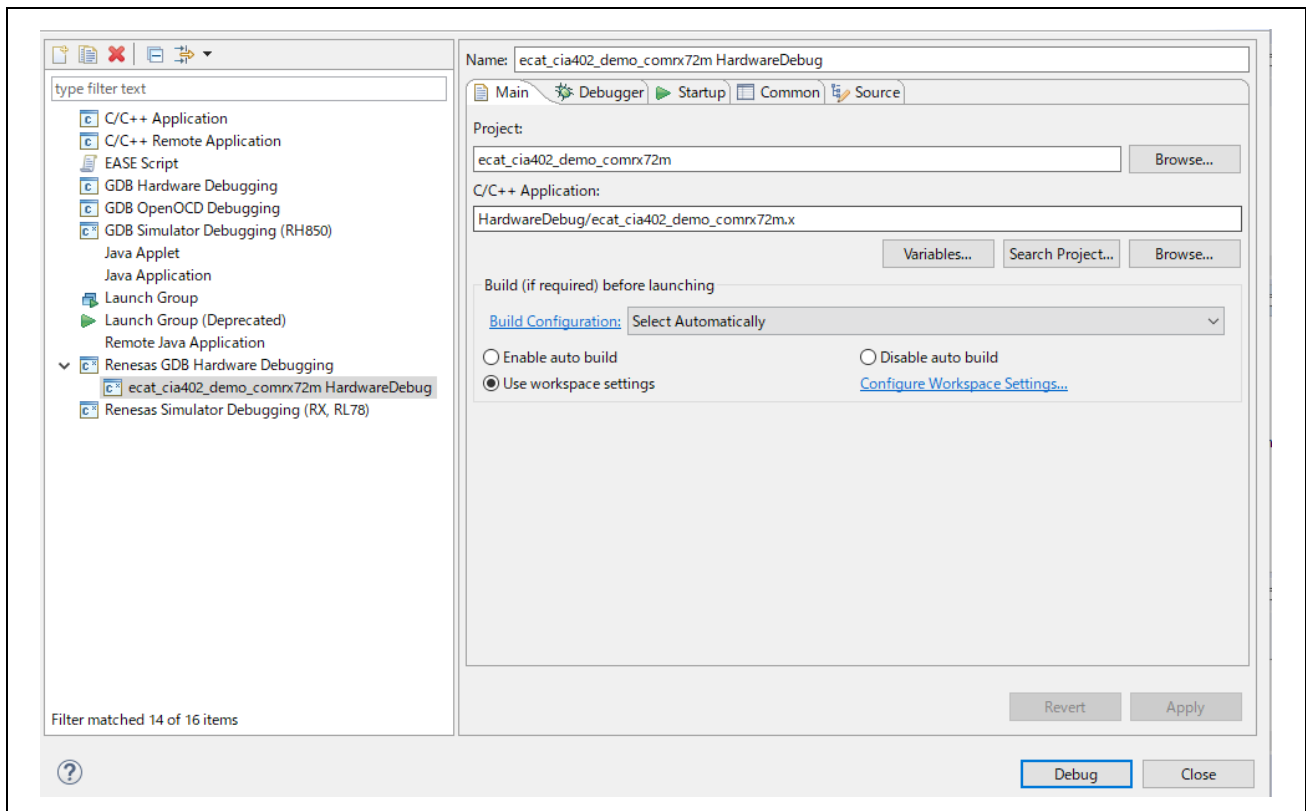 type filter text
C/C++ Application
C/C++ Remote Application
EASE Script
GDB Hardware Debugging
GDB OpenOCD Debugging
GDB Simulator Debugging (RH850)
Java Applet
Java Application
Launch Group
Launch Group (Deprecated)
Remote Java Application
Renesas GDB Hardware Debugging
ecat_cia402_demo_comrx72m HardwareDebug
Renesas Simulator Debugging (RX, RL78)
Filter matched 14 of 16 items
Name: ecat_cia402_demo_comrx72m HardwareDebug
Main Debugger Startup Common Source
Project:
ecat_cia402_demo_comrx72m Browse...
C/C++ Application:
HardwareDebug/ecat_cia402_demo_comrx72m.x
Variables... Search Project... Browse...
Build (if required) before launching
Build Configuration: Select Automatically
Enable auto build Disable auto build
Use workspace settings Configure Workspace Settings...
Revert Apply
? Debug Close